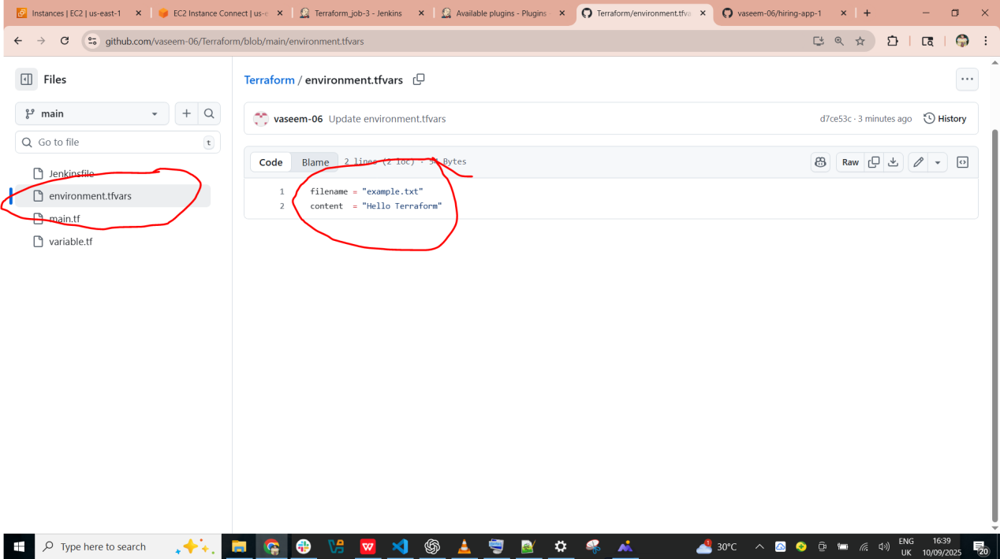 Instances | EC2 | us-east-1
EC2 Instance Connect | us-e
Terraform_job-3 - Jenkins
Available plugins - Plugins
Terraform/environment.tfva
vaseem-06/hiring-app-1
github.com/vaseem-06/Terraform/blob/main/environment.tfvars
Files
Terraform / environment.tfvars
main
vaseem-06 Update environment.tfvars
d7ce53c · 3 minutes ago
History
Go to file
t
Code
Blame
2 lines (2 loc) · 54 Bytes
Raw
Jenkinsfile
environment.tfvars
main.tf
variable.tf
1 filename = "example.txt"
2 content = "Hello Terraform"
Type here to search
1
30°C
ENG
UK
16:39
10/09/2025
20